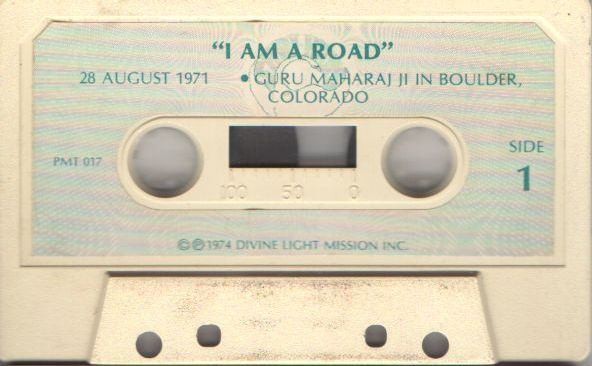 "I AM A ROAD"
28 AUGUST 1971 • GURU MAHARAJ JI IN BOULDER,
COLORADO
PMT 017
SIDE
1
100 50 0
©℗1974 DIVINE LIGHT MISSION INC.